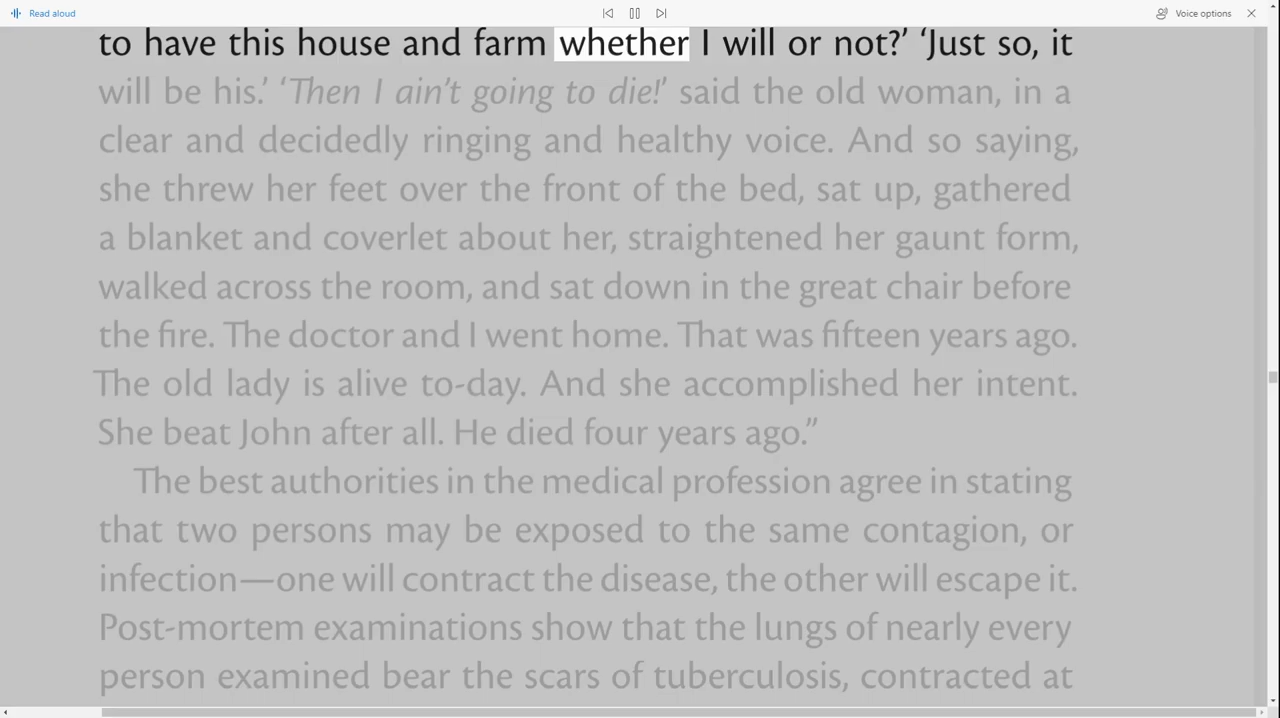 Read aloud
Voice options
to have this house and farm whether I will or not?’ ‘Just so, it
will be his.’ ‘Then I ain’t going to die!’ said the old woman, in a
clear and decidedly ringing and healthy voice. And so saying,
she threw her feet over the front of the bed, sat up, gathered
a blanket and coverlet about her, straightened her gaunt form,
walked across the room, and sat down in the great chair before
the fire. The doctor and I went home. That was fifteen years ago.
The old lady is alive to-day. And she accomplished her intent.
She beat John after all. He died four years ago.”
The best authorities in the medical profession agree in stating
that two persons may be exposed to the same contagion, or
infection—one will contract the disease, the other will escape it.
Post-mortem examinations show that the lungs of nearly every
person examined bear the scars of tuberculosis, contracted at